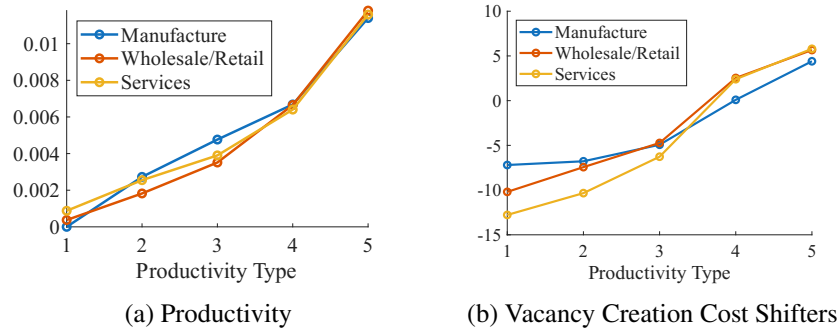 Manufacture
Wholesale/Retail
Services
0.01
0.008
0.006
0.004
0.002
0
1 2 3 4 5
Productivity Type
(a) Productivity
10
5
0
-5
-10
-15
Manufacture
Wholesale/Retail
Services
1 2 3 4 5
Productivity Type
(b) Vacancy Creation Cost Shifters